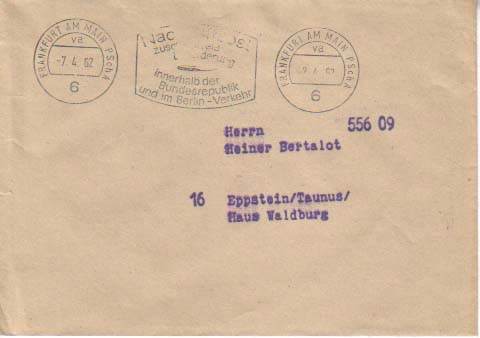 FRANKFURT AM MAIN PSchA
va
-7.4.62
6
innerhalb der
Bundesrepublik
und im Berlin-Verkehr
FRANKFURT AM MAIN PSchA
va
6
Herrn 556 09
Heiner Bertalot
16 Eppstein/Taunus/
Haus Waldburg